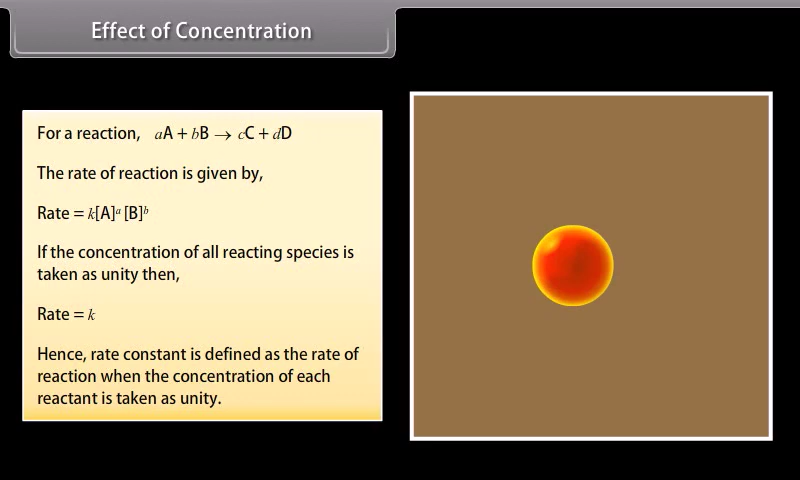 Effect of Concentration
For a reaction, aA + bB → cC + dD
The rate of reaction is given by,
Rate = k[A]ᵃ [B]ᵇ
If the concentration of all reacting species is
taken as unity then,
Rate = k
Hence, rate constant is defined as the rate of
reaction when the concentration of each
reactant is taken as unity.